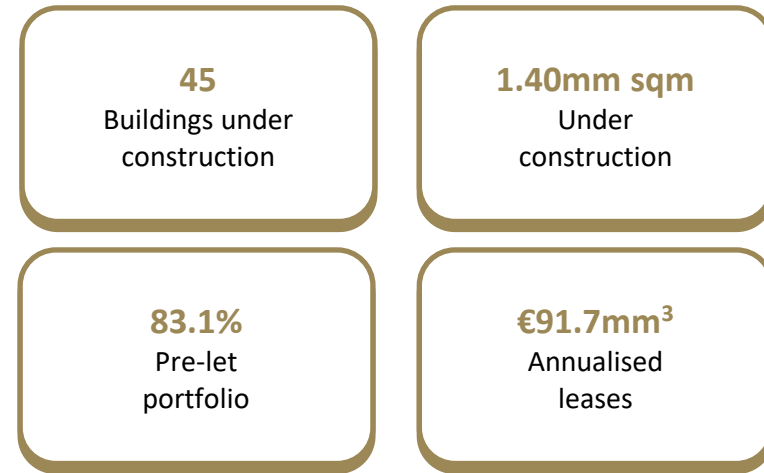 45
Buildings under
construction
1.40mm sqm
Under
construction
83.1%
Pre-let
portfolio
€91.7mm³
Annualised
leases